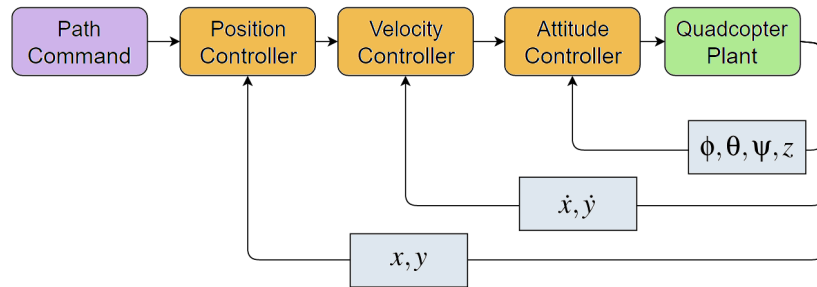 Path
Command
Position
Controller
Velocity
Controller
Attitude
Controller
Quadcopter
Plant
ϕ, θ, ψ, z
ẋ, ẏ
x, y